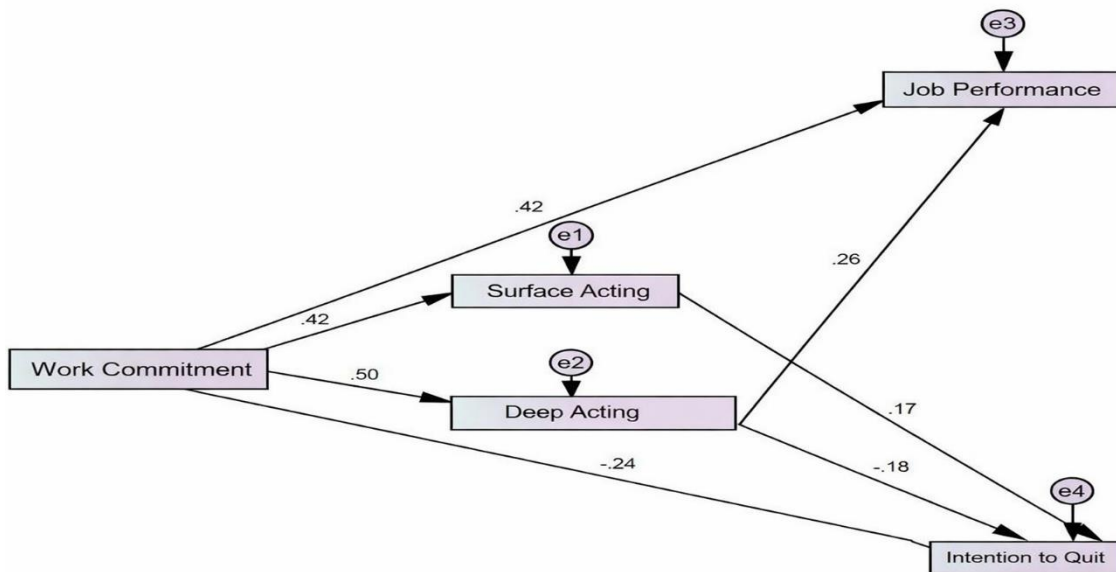 e3
Job Performance
.42
e1
.26
Surface Acting
.42
Work Commitment
e2
.50
Deep Acting
.17
-.24
-.18
e4
Intention to Quit